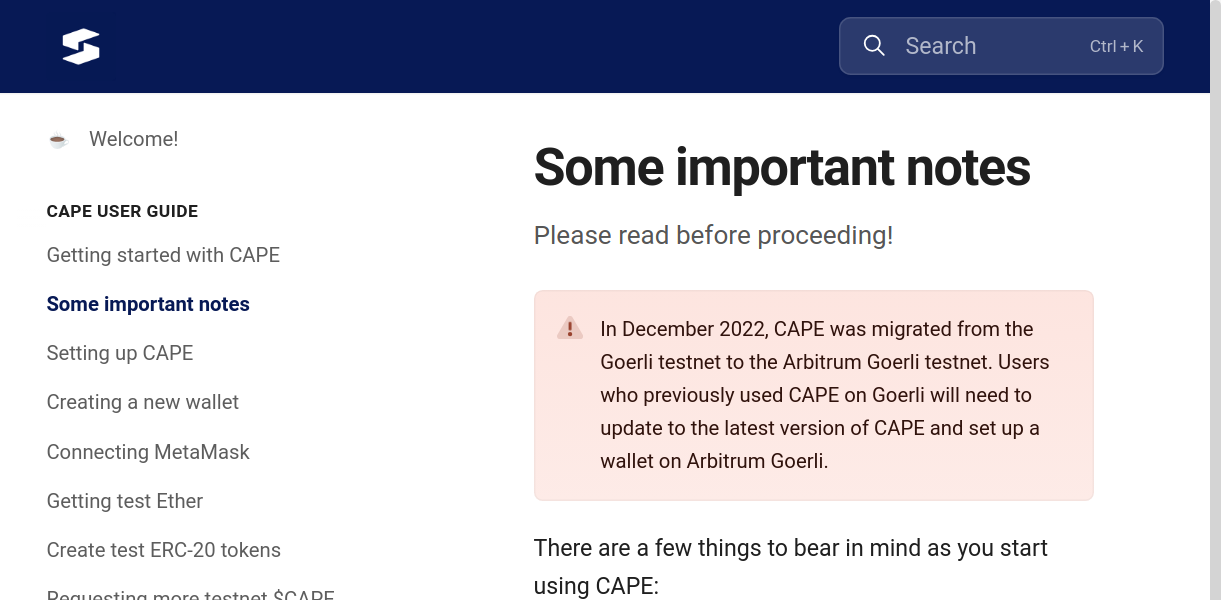 Search
Ctrl + K
Welcome!
CAPE USER GUIDE
Getting started with CAPE
Some important notes
Setting up CAPE
Creating a new wallet
Connecting MetaMask
Getting test Ether
Create test ERC-20 tokens
Requesting more testnet $CAPE
Some important notes
Please read before proceeding!
In December 2022, CAPE was migrated from the
Goerli testnet to the Arbitrum Goerli testnet. Users
who previously used CAPE on Goerli will need to
update to the latest version of CAPE and set up a
wallet on Arbitrum Goerli.
There are a few things to bear in mind as you start
using CAPE: